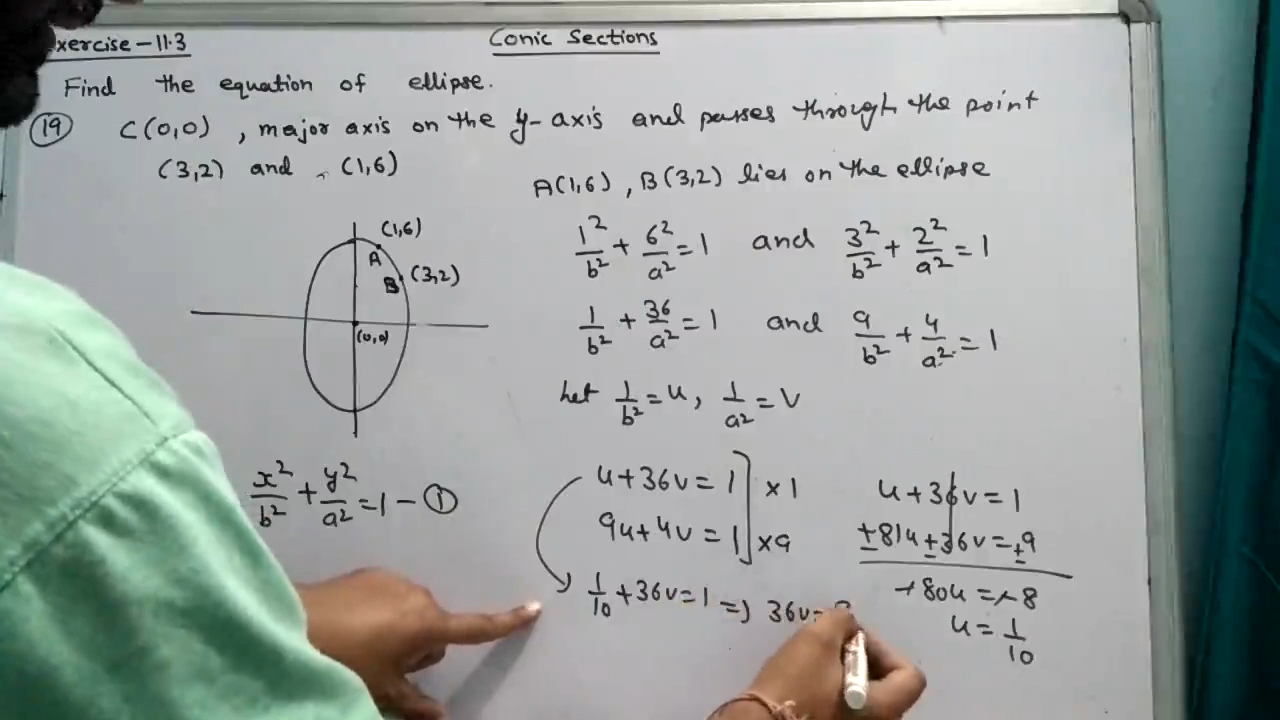 xercise-11.3
Conic Sections
Find the equation of ellipse.
(19) C(0,0), major axis on the y-axis and passes through the point
(3,2) and (1,6)
(1,6)
A
B (3,2)
(0,0)
x²/b² + y²/a² = 1 - (1)
A(1,6), B(3,2) lies on the ellipse
1²/b² + 6²/a² = 1 and 3²/b² + 2²/a² = 1
1/b² + 36/a² = 1 and 9/b² + 4/a² = 1
Let 1/b² = u, 1/a² = v
u+36v = 1] ×1
9u+4v = 1] ×9
1/10 + 36v = 1 => 36v =
u+36v = 1
±81u ± 36v = ±9
-80u = -8
u = 1/10